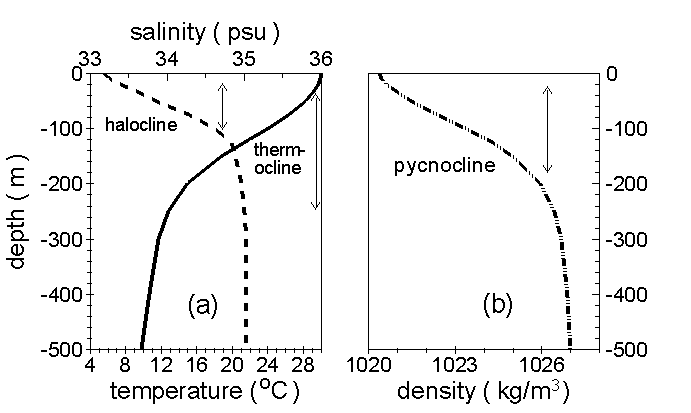 salinity ( psu )
33 34 35 36
0 0
halocline
-100 -100
therm-
ocline
pycnocline
-200 -200
depth ( m )
-300 -300
(a) (b)
-400 -400
-500 -500
4 8 12 16 20 24 28 1020 1023 1026
temperature (°C) density ( kg/m³ )